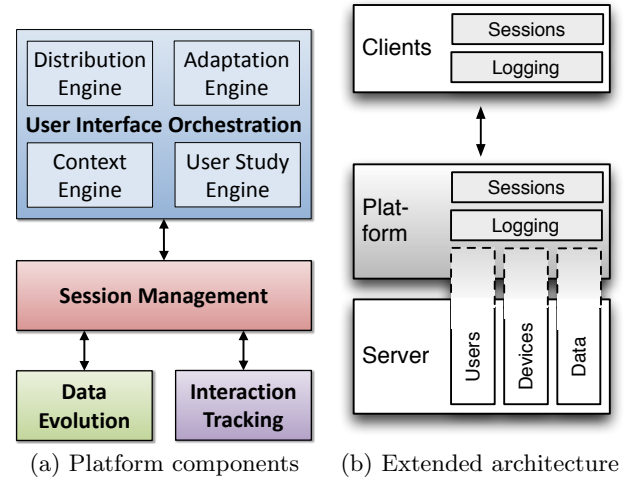 Distribution
Engine
Adaptation
Engine
User Interface Orchestration
Context
Engine
User Study
Engine
Session Management
Data
Evolution
Interaction
Tracking
(a) Platform components
Clients
Sessions
Logging
Plat-
form
Sessions
Logging
Server
Users
Devices
Data
(b) Extended architecture